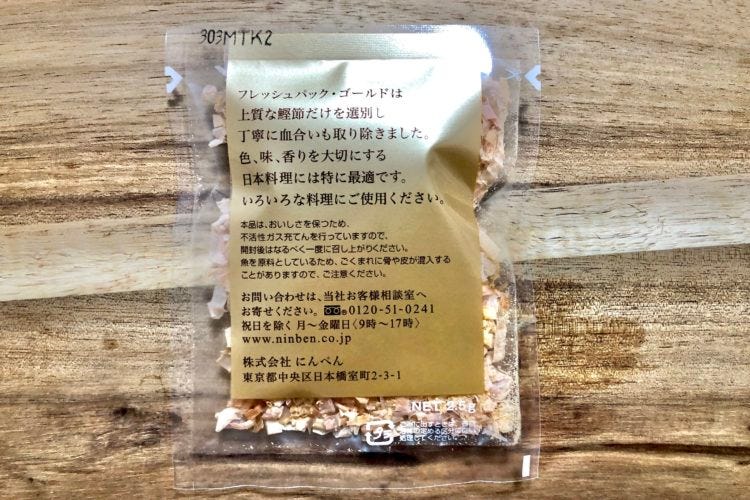 303MTK2
フレッシュパック・ゴールドは
上質な鰹節だけを選別し
丁寧に血合いも取り除きました。
色、味、香りを大切にする
日本料理には特に最適です。
いろいろな料理にご使用ください。
本品は、おいしさを保つため、
不活性ガス充てんを行っていますので、
開封後はなるべく一度に召し上がりください。
魚を原料としているため、ごくまれに骨や皮が混入する
ことがありますので、ご注意ください。
お問い合わせは、当社お客様相談室へ
お寄せください。0120-51-0241
祝日を除く 月〜金曜日〈9時〜17時〉
www.ninben.co.jp
株式会社 にんべん
東京都中央区日本橋室町2-3-1
NET 2.5g
プラ
処理してください。